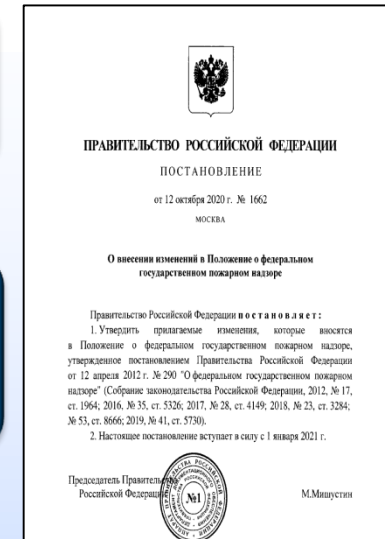 ПРАВИТЕЛЬСТВО РОССИЙСКОЙ ФЕДЕРАЦИИ
ПОСТАНОВЛЕНИЕ
от 12 октября 2020 г. № 1662
МОСКВА
О внесении изменений в Положение о федеральном
государственном пожарном надзоре
Правительство Российской Федерации постановляет:
1. Утвердить прилагаемые изменения, которые вносятся
в Положение о федеральном государственном пожарном надзоре,
утвержденное постановлением Правительства Российской Федерации
от 12 апреля 2012 г. № 290 "О федеральном государственном пожарном
надзоре" (Собрание законодательства Российской Федерации, 2012, № 17,
ст. 1964; 2016, № 35, ст. 5326; 2017, № 28, ст. 4149; 2018, № 23, ст. 3284;
№ 53, ст. 8666; 2019, № 41, ст. 5730).
2. Настоящее постановление вступает в силу с 1 января 2021 г.
Председатель Правительства
Российской Федерации
№1
М.Мишустин